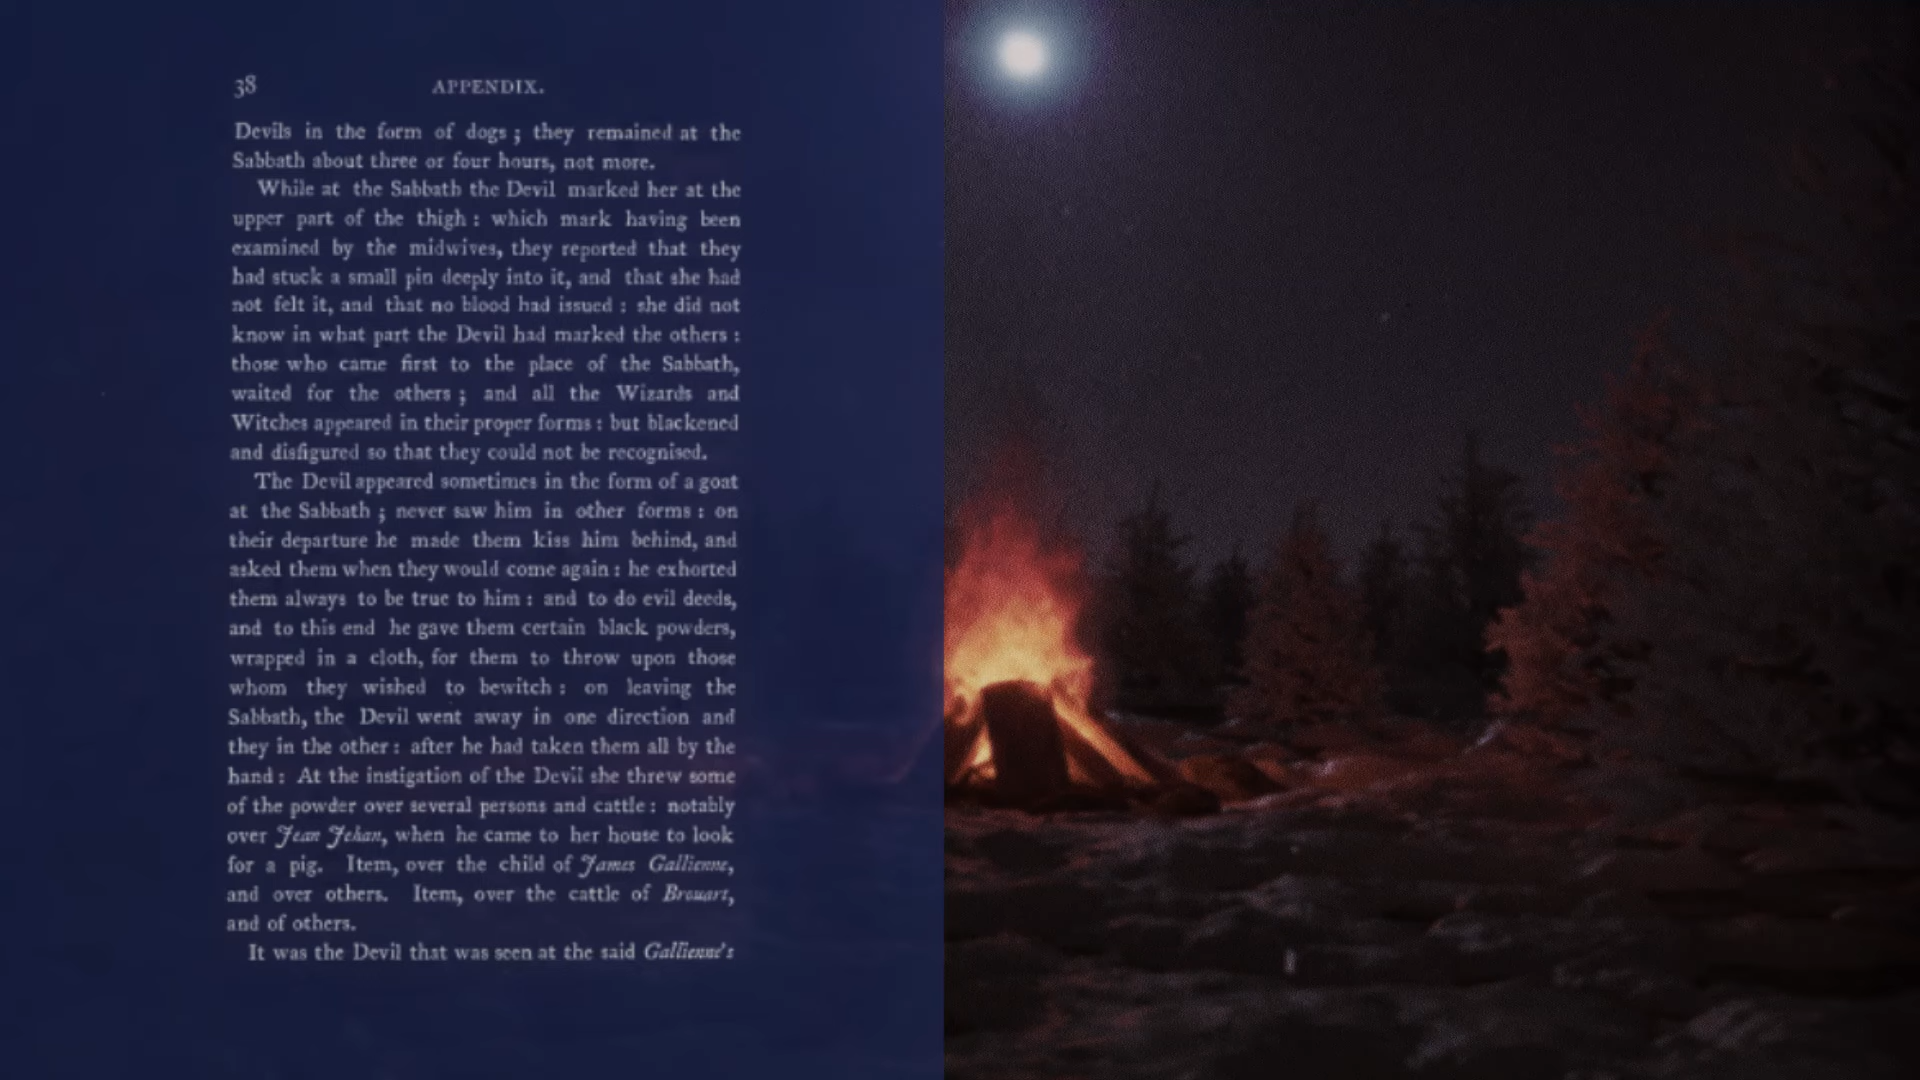 38 APPENDIX.
Devils in the form of dogs ; they remained at the
Sabbath about three or four hours, not more.
While at the Sabbath the Devil marked her at the
upper part of the thigh : which mark having been
examined by the midwives, they reported that they
had stuck a small pin deeply into it, and that she had
not felt it, and that no blood had issued : she did not
know in what part the Devil had marked the others :
those who came first to the place of the Sabbath,
waited for the others ; and all the Wizards and
Witches appeared in their proper forms : but blackened
and disfigured so that they could not be recognised.
The Devil appeared sometimes in the form of a goat
at the Sabbath ; never saw him in other forms : on
their departure he made them kiss him behind, and
asked them when they would come again : he exhorted
them always to be true to him : and to do evil deeds,
and to this end he gave them certain black powders,
wrapped in a cloth, for them to throw upon those
whom they wished to bewitch : on leaving the
Sabbath, the Devil went away in one direction and
they in the other : after he had taken them all by the
hand : At the instigation of the Devil she threw some
of the powder over several persons and cattle : notably
over Jean Jehan, when he came to her house to look
for a pig. Item, over the child of James Gallienne,
and over others. Item, over the cattle of Brouart,
and of others.
It was the Devil that was seen at the said Gallienne's